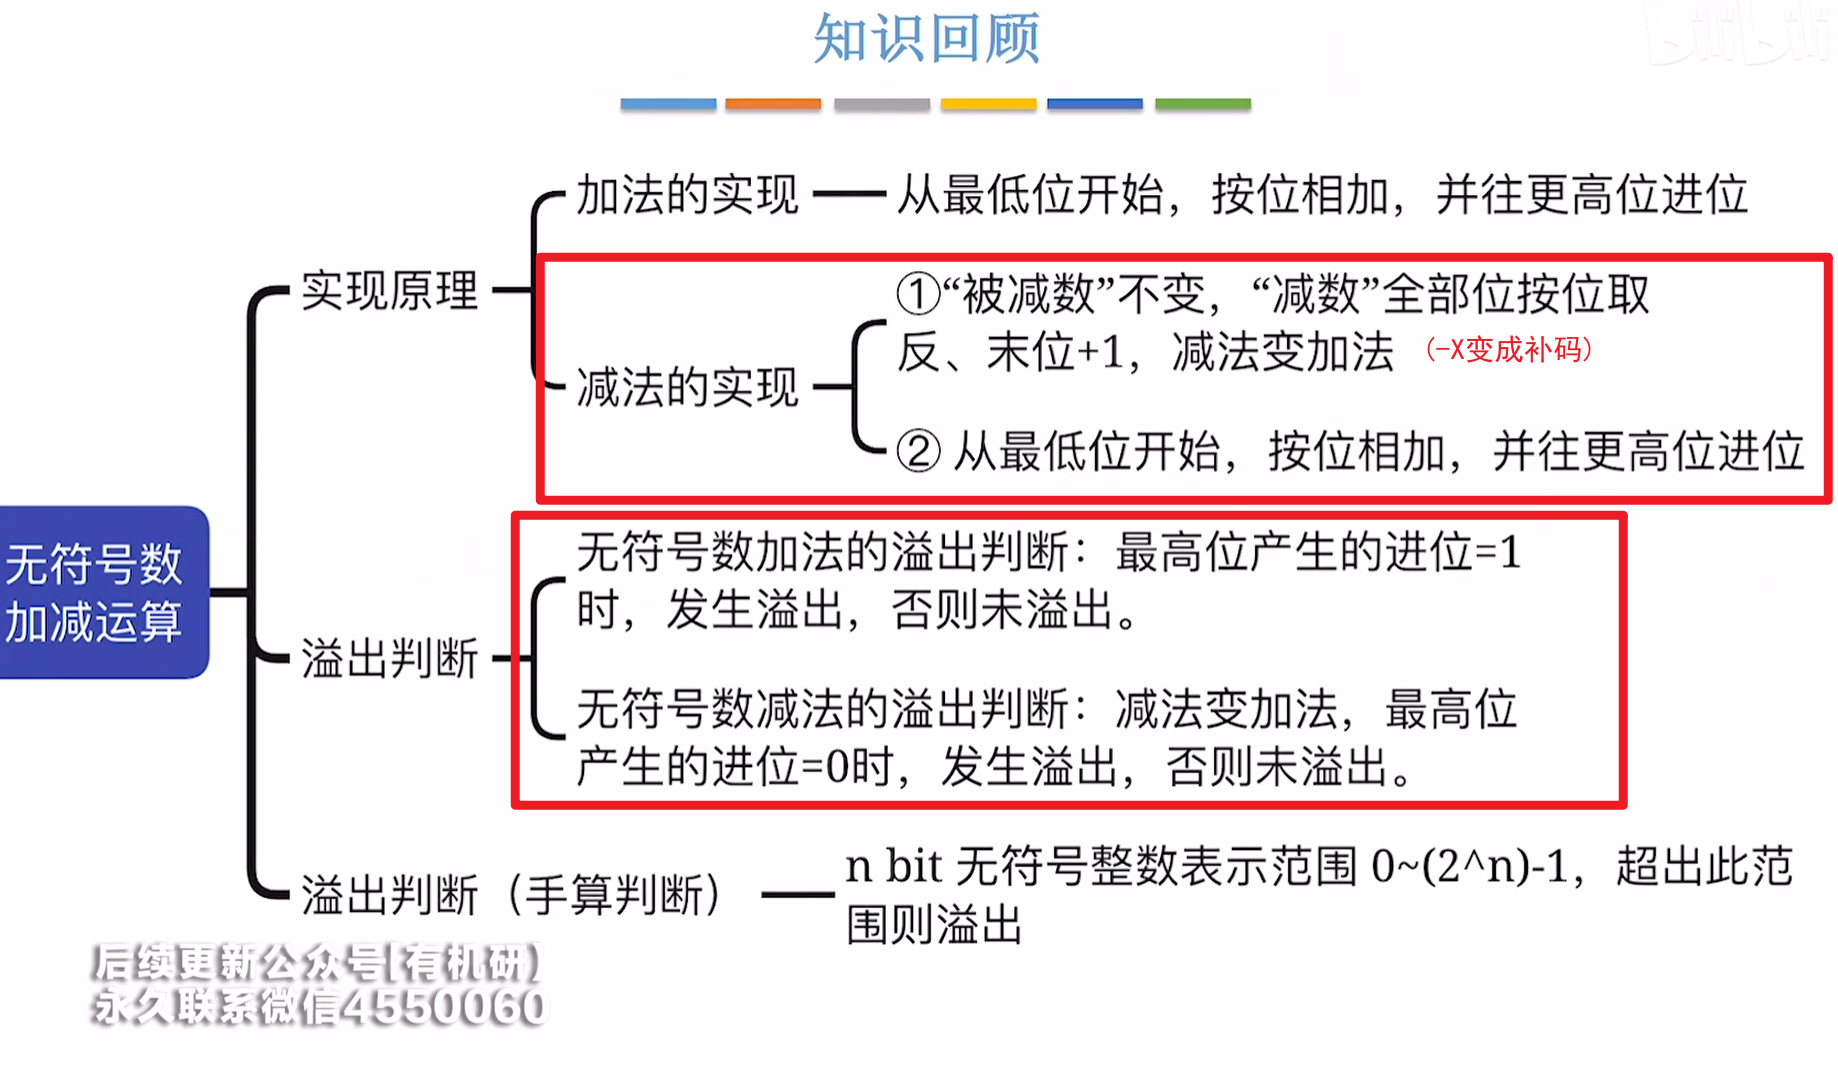 知识回顾
bilibili
加法的实现
从最低位开始，按位相加，并往更高位进位
实现原理
①“被减数”不变，“减数”全部位按位取
反、末位+1，减法变加法
(-X变成补码)
减法的实现
② 从最低位开始，按位相加，并往更高位进位
无符号数
加减运算
无符号数加法的溢出判断：最高位产生的进位=1
时，发生溢出，否则未溢出。
溢出判断
无符号数减法的溢出判断：减法变加法，最高位
产生的进位=0时，发生溢出，否则未溢出。
溢出判断（手算判断）
n bit 无符号整数表示范围 0~(2^n)-1，超出此范
围则溢出
后续更新公众号[有机研]
永久联系微信4550060